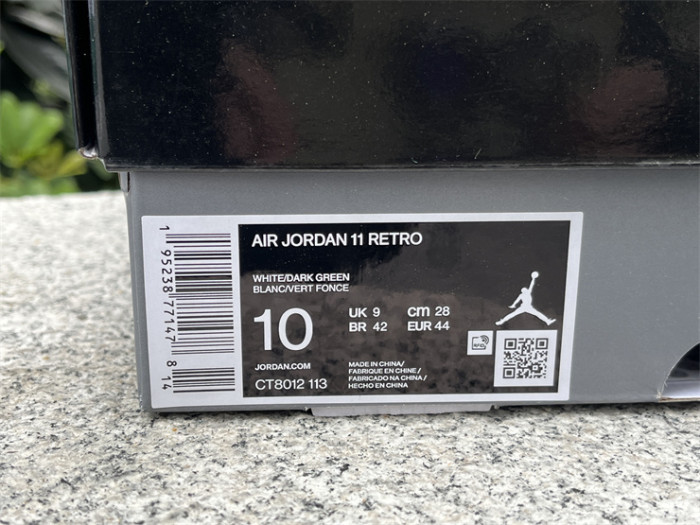 AIR JORDAN 11 RETRO
WHITE/DARK GREEN
BLANC/VERT FONCE
10
UK 9 cm 28
BR 42 EUR 44
JORDAN.COM
CT8012 113
MADE IN CHINA/
FABRIQUE EN CHINE /
FABRICADO NA CHINA /
HECHO EN CHINA
RFID
1 95238 77147 8 14